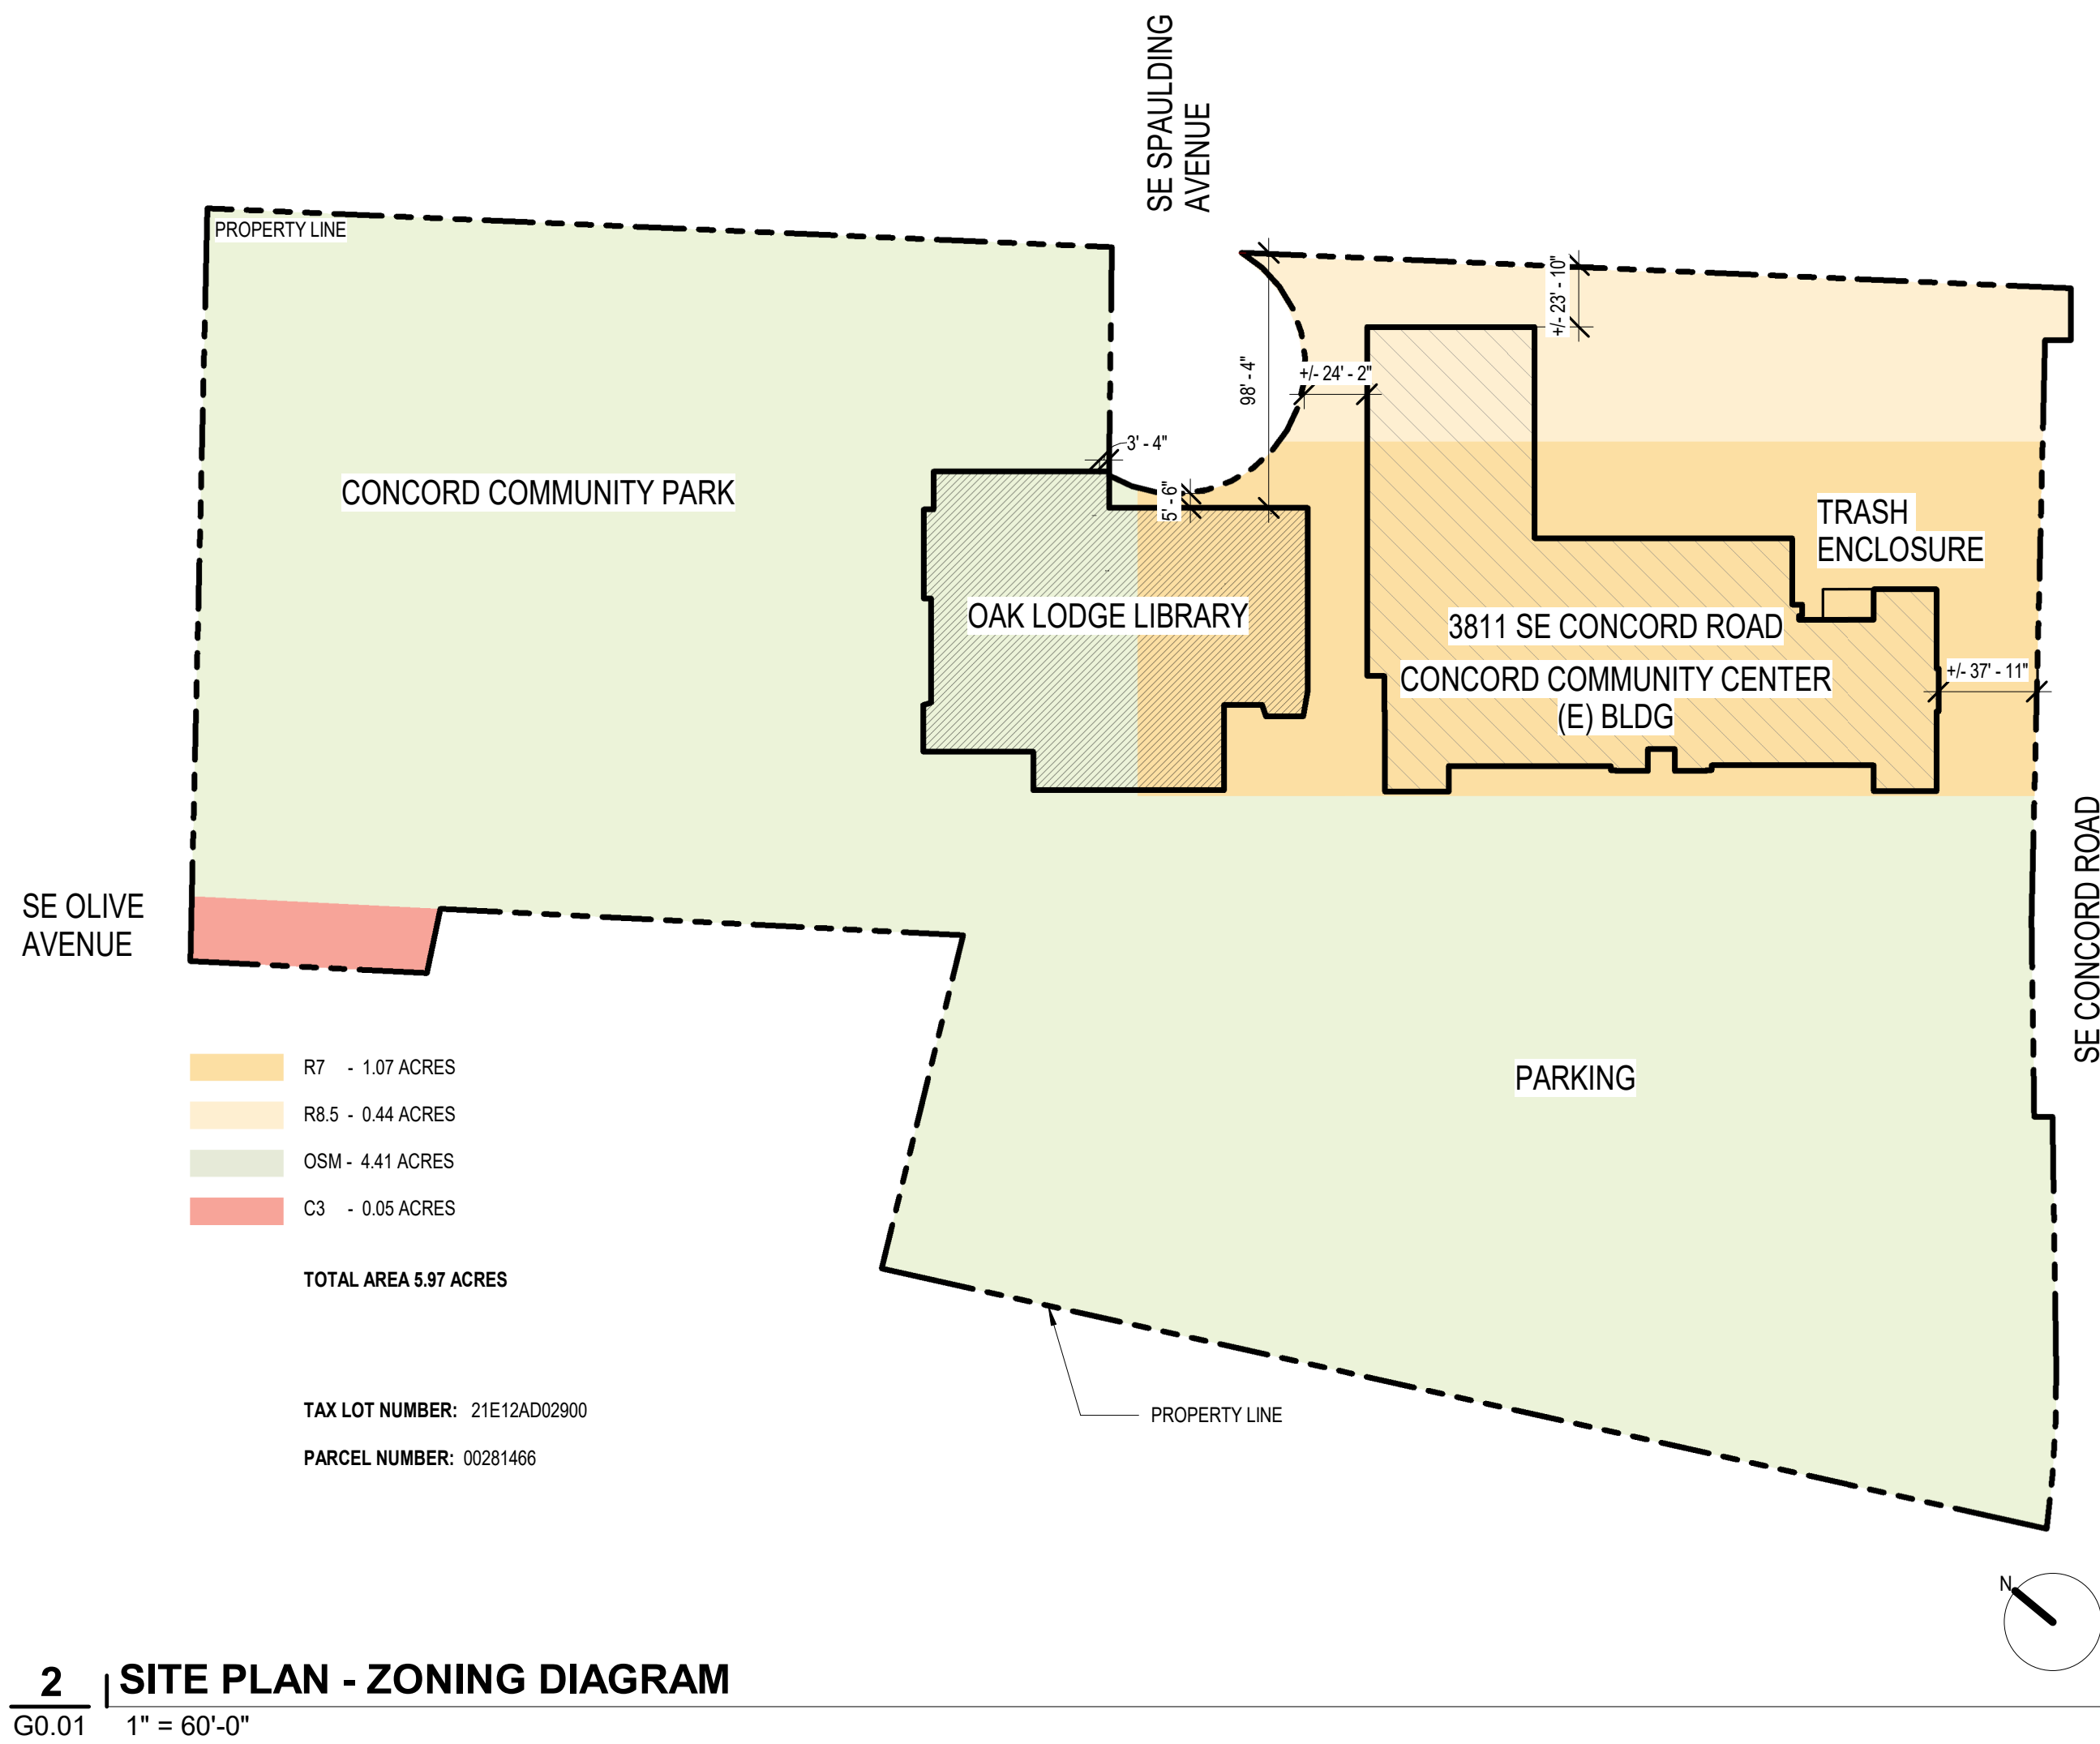 SE SPAULDING
AVENUE
PROPERTY LINE
+/- 23' - 10"
98' - 4"
+/- 24' - 2"
3' - 4"
5' - 6"
CONCORD COMMUNITY PARK
TRASH
ENCLOSURE
OAK LODGE LIBRARY
3811 SE CONCORD ROAD
CONCORD COMMUNITY CENTER
(E) BLDG
+/- 37' - 11"
SE CONCORD ROAD
SE OLIVE
AVENUE
R7 - 1.07 ACRES
R8.5 - 0.44 ACRES
OSM - 4.41 ACRES
C3 - 0.05 ACRES
TOTAL AREA 5.97 ACRES
PARKING
TAX LOT NUMBER: 21E12AD02900
PARCEL NUMBER: 00281466
PROPERTY LINE
N
2
SITE PLAN - ZONING DIAGRAM
G0.01
1" = 60'-0"